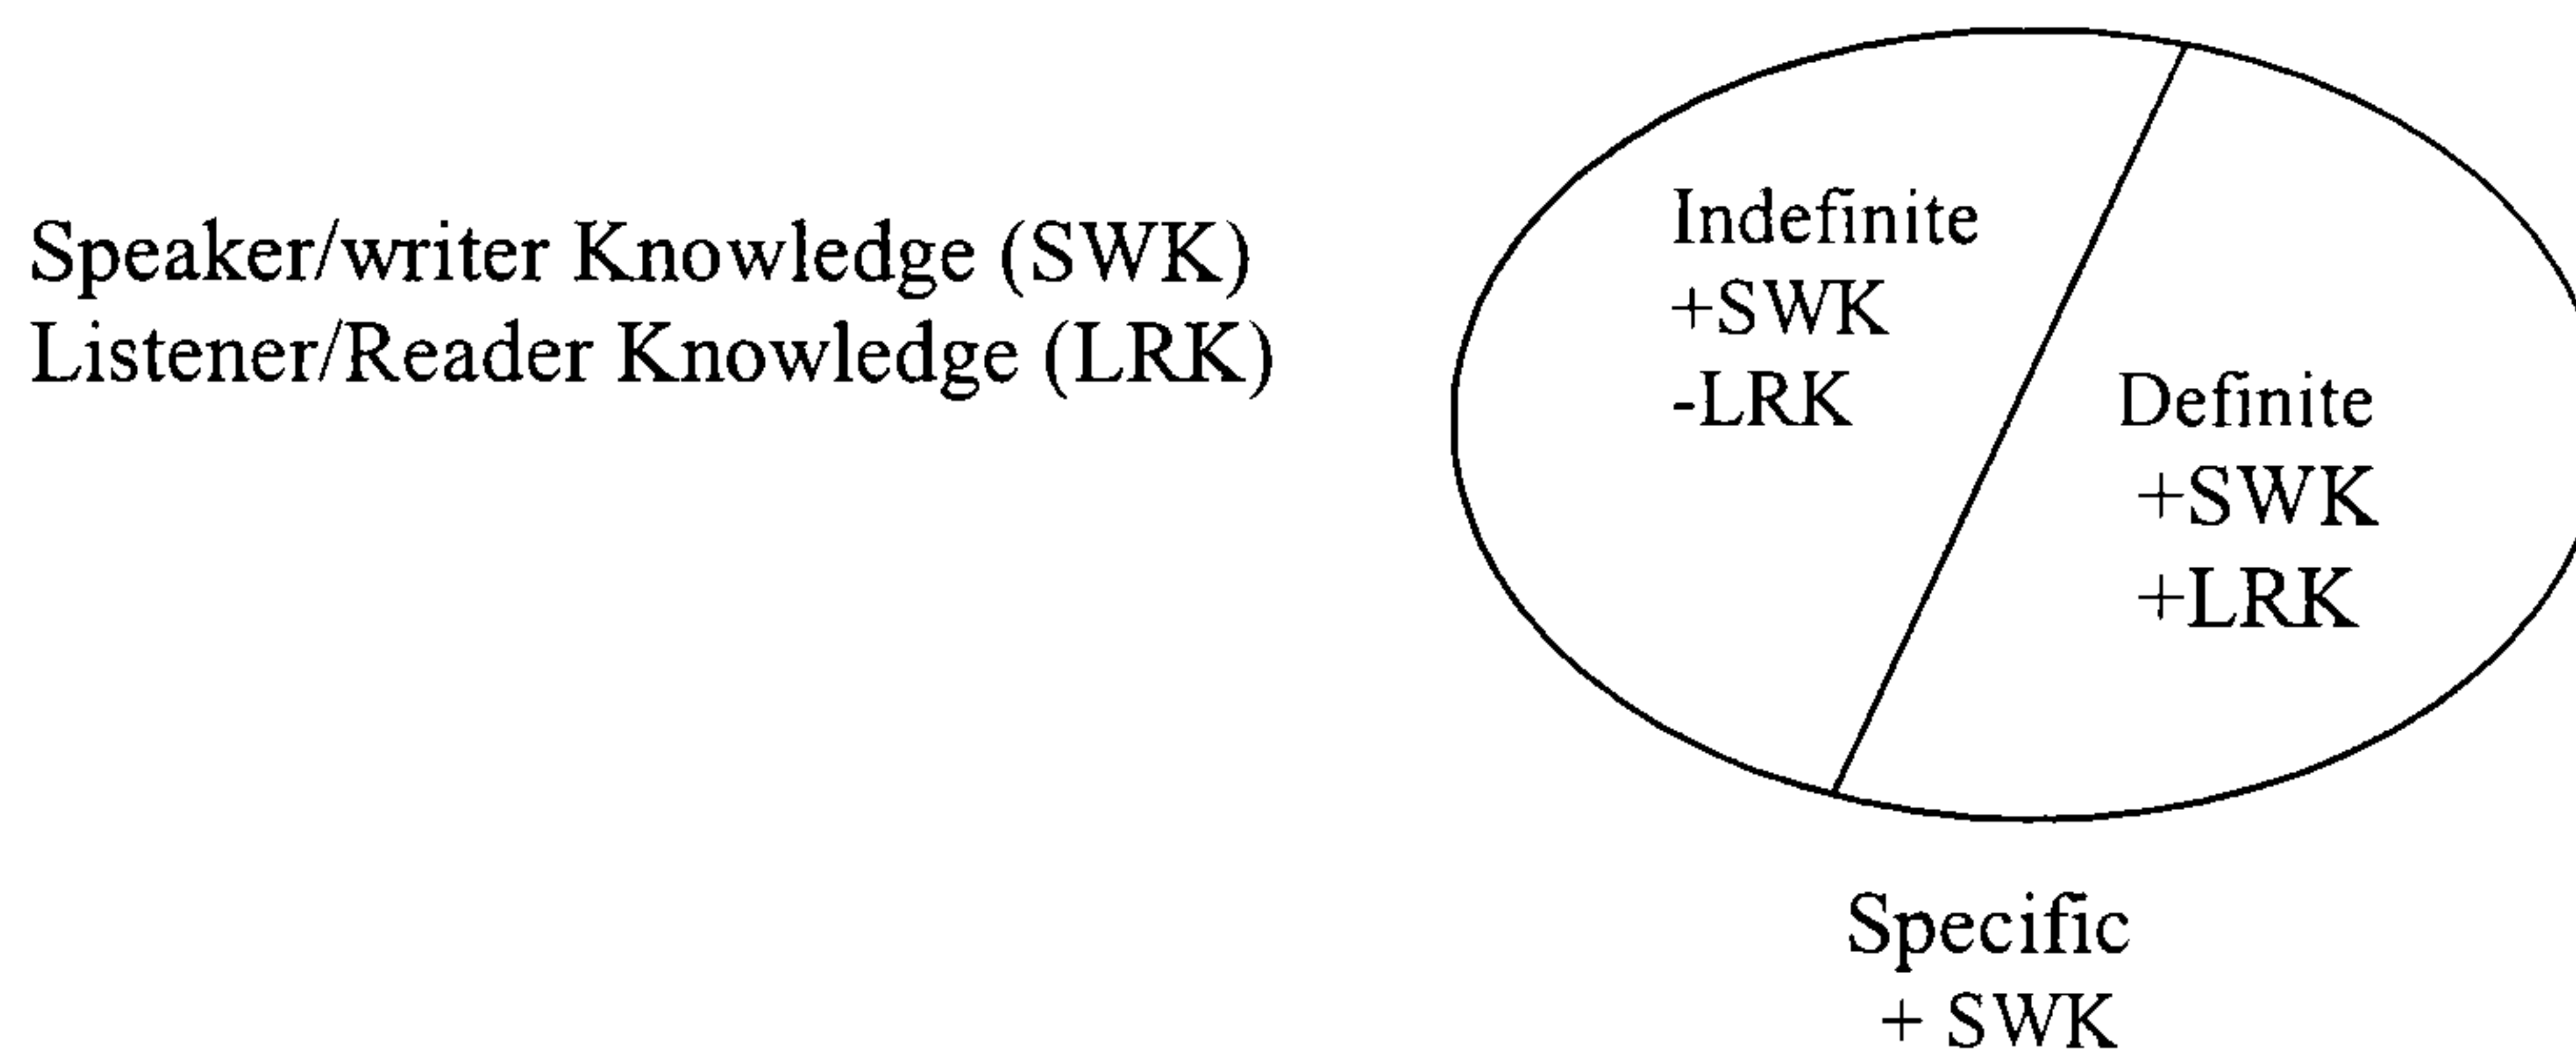 Speaker/writer Knowledge (SWK)
Listener/Reader Knowledge (LRK)
Indefinite
+SWK
-LRK
Definite
+SWK
+LRK
Specific
+ SWK